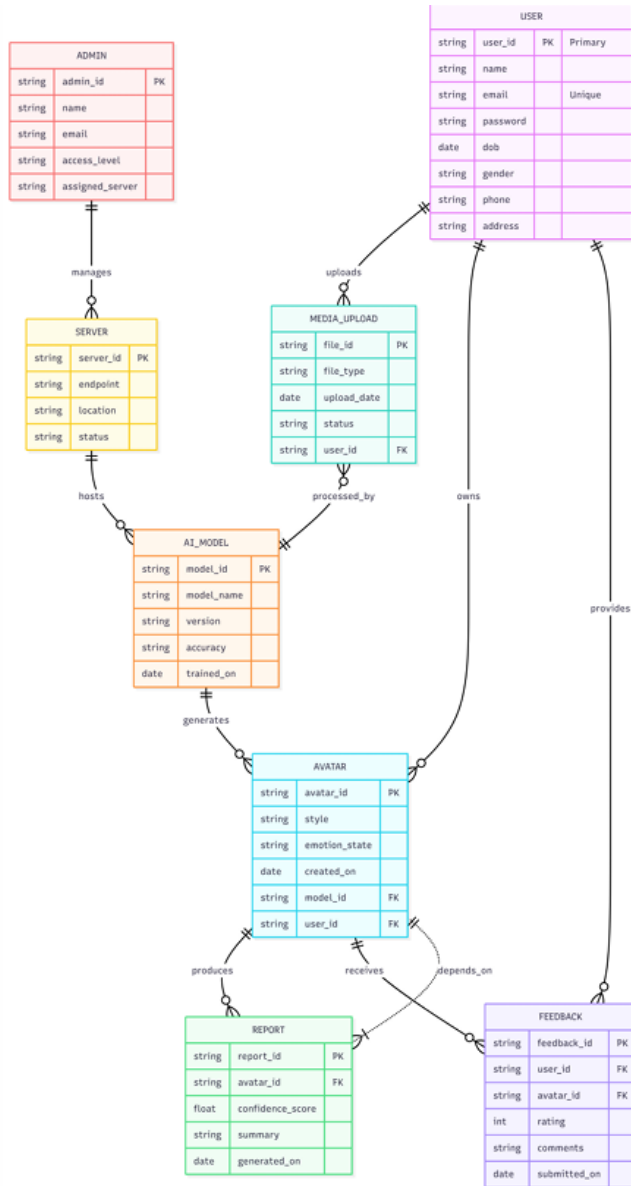 USER
string user_id PK Primary
string name
string email Unique
string password
date dob
string gender
string phone
string address
ADMIN
string admin_id PK
string name
string email
string access_level
string assigned_server
manages
uploads
SERVER
string server_id PK
string endpoint
string location
string status
MEDIA_UPLOAD
string file_id PK
string file_type
date upload_date
string status
string user_id FK
hosts
processed_by
owns
provides
AI_MODEL
string model_id PK
string model_name
string version
string accuracy
date trained_on
generates
AVATAR
string avatar_id PK
string style
string emotion_state
date created_on
string model_id FK
string user_id FK
produces
receives
depends_on
REPORT
string report_id PK
string avatar_id FK
float confidence_score
string summary
date generated_on
FEEDBACK
string feedback_id PK
string user_id FK
string avatar_id FK
int rating
string comments
date submitted_on